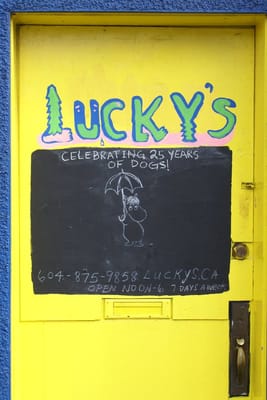 LUCKY'S
CELEBRATING 25 YEARS
OF DOGS!
604-875-9858 LUCKYS.CA
OPEN NOON-6 7 DAYS A WEEK